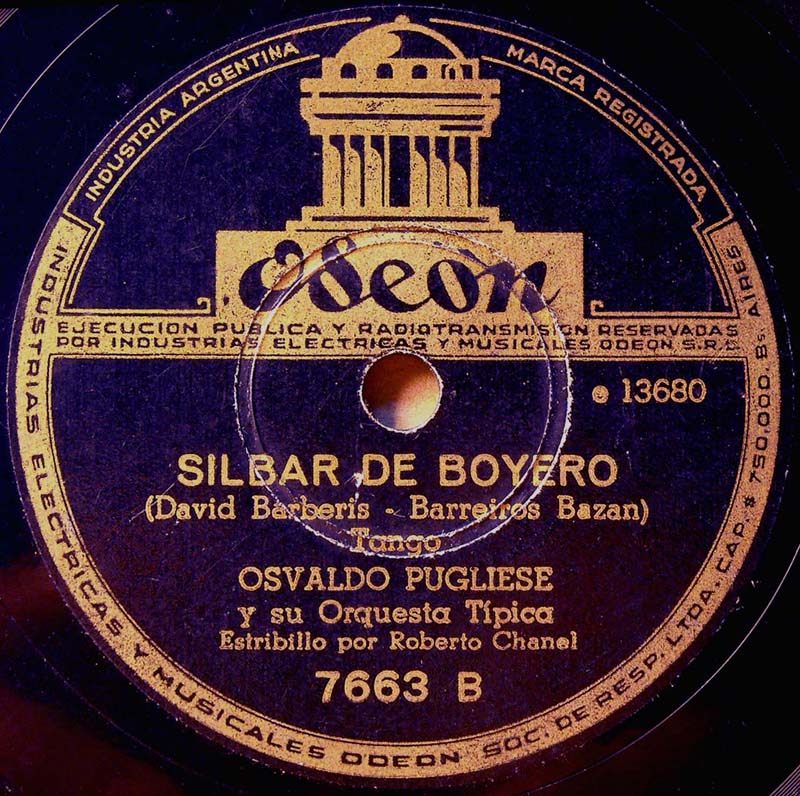 INDUSTRIA ARGENTINA
MARCA REGISTRADA
Odeon
EJECUCION PUBLICA Y RADIOTRANSMISION RESERVADAS
POR INDUSTRIAS ELECTRICAS Y MUSICALES ODEON S.R.L.
13680
SILBAR DE BOYERO
(David Barberis - Barreiros Bazan)
Tango
OSVALDO PUGLIESE
y su Orquesta Típica
Estribillo por Roberto Chanel
7663 B
INDUSTRIAS ELECTRICAS Y MUSICALES ODEON SOC. DE RESP. LTDA. CAP. $ 750.000. Bs. AIRES